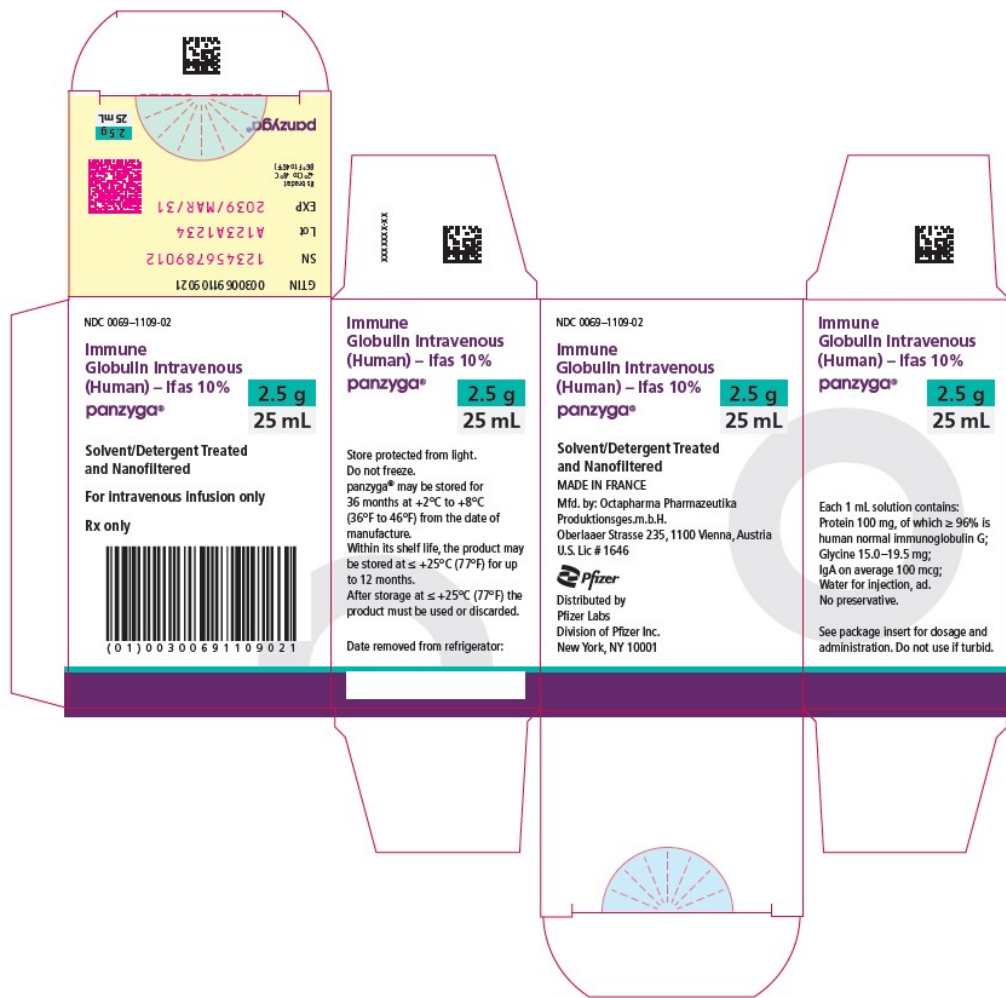 panzyga®
2.5 g
25 mL
+2°C to +8°C
(36°F to 46°F)
EXP 2039/MAR/31
Lot A123A1234
SN 123456789012
GTIN 00300691109021
XX-XXXXXX
NDC 0069–1109-02
Immune
Globulin Intravenous
(Human) – Ifas 10%
panzyga®
2.5 g
25 mL
Solvent/Detergent Treated
and Nanofiltered
For intravenous infusion only
Rx only
(01)00300691109021
Immune
Globulin Intravenous
(Human) – Ifas 10%
panzyga®
2.5 g
25 mL
Store protected from light.
Do not freeze.
panzyga® may be stored for
36 months at +2°C to +8°C
(36°F to 46°F) from the date of
manufacture.
Within its shelf life, the product may
be stored at ≤ +25°C (77°F) for up
to 12 months.
After storage at ≤ +25°C (77°F) the
product must be used or discarded.
Date removed from refrigerator:
NDC 0069–1109-02
Immune
Globulin Intravenous
(Human) – Ifas 10%
panzyga®
2.5 g
25 mL
Solvent/Detergent Treated
and Nanofiltered
MADE IN FRANCE
Mfd. by: Octapharma Pharmazeutika
Produktionsges.m.b.H.
Oberlaaer Strasse 235, 1100 Vienna, Austria
U.S. Lic # 1646
Pfizer
Distributed by
Pfizer Labs
Division of Pfizer Inc.
New York, NY 10001
Immune
Globulin Intravenous
(Human) – Ifas 10%
panzyga®
2.5 g
25 mL
Each 1 mL solution contains:
Protein 100 mg, of which ≥ 96% is
human normal immunoglobulin G;
Glycine 15.0–19.5 mg;
IgA on average 100 mcg;
Water for injection, ad.
No preservative.
See package insert for dosage and
administration. Do not use if turbid.